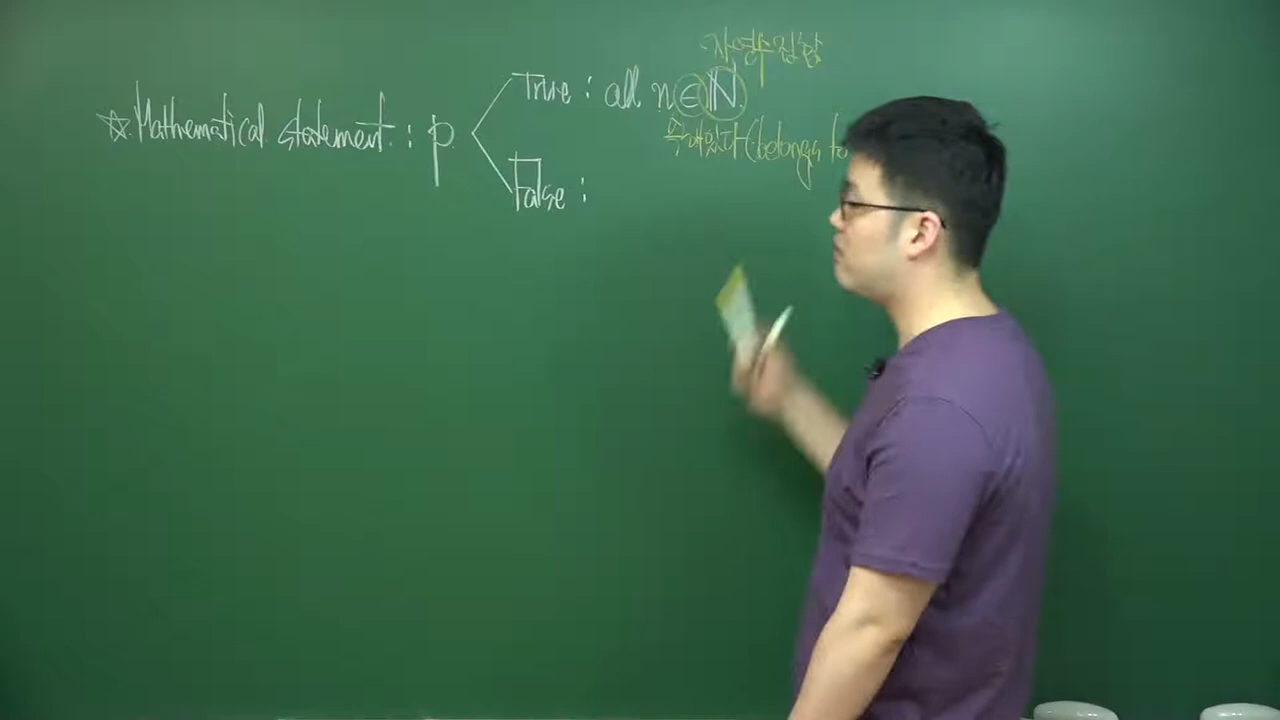 자연수집합
☆ Mathematical statement : p
True : all n ∈ ℕ.
속해있다 (belongs to
False :